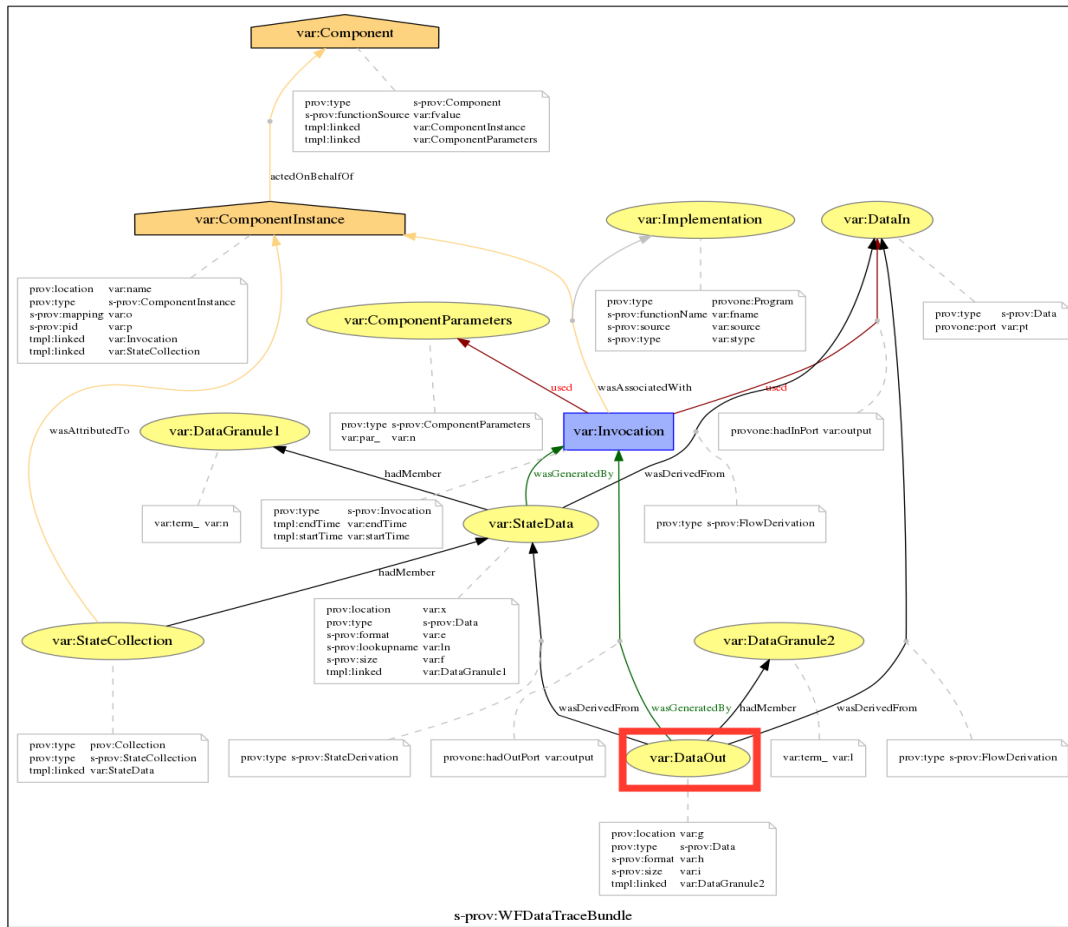 var:Component
prov:type s-prov:Component
s-prov:functionSource var:fvalue
tmpl:linked var:ComponentInstance
tmpl:linked var:ComponentParameters
actedOnBehalfOf
var:ComponentInstance
var:Implementation
var:DataIn
prov:location var:name
prov:type s-prov:ComponentInstance
s-prov:mapping var:o
s-prov:pid var:p
tmpl:linked var:Invocation
tmpl:linked var:StateCollection
prov:type provone:Program
s-prov:functionName var:fname
s-prov:source var:source
s-prov:type var:stype
prov:type s-prov:Data
provone:port var:pt
var:ComponentParameters
used
wasAssociatedWith
used
wasAttributedTo
var:DataGranule1
prov:type s-prov:ComponentParameters
var:par_ var:n
var:Invocation
provone:hadInPort var:output
hadMember
wasGeneratedBy
wasDerivedFrom
var:term_ var:n
prov:type s-prov:Invocation
tmpl:endTime var:endTime
tmpl:startTime var:startTime
var:StateData
prov:type s-prov:FlowDerivation
hadMember
prov:location var:x
prov:type s-prov:Data
s-prov:format var:e
s-prov:lookupname var:ln
s-prov:size var:f
tmpl:linked var:DataGranule1
var:StateCollection
var:DataGranule2
wasDerivedFrom
wasGeneratedBy
hadMember
wasDerivedFrom
prov:type prov:Collection
prov:type s-prov:StateCollection
tmpl:linked var:StateData
prov:type s-prov:StateDerivation
provone:hadOutPort var:output
var:DataOut
var:term_ var:l
prov:type s-prov:FlowDerivation
prov:location var:g
prov:type s-prov:Data
s-prov:format var:h
s-prov:size var:i
tmpl:linked var:DataGranule2
s-prov:WFDataTraceBundle